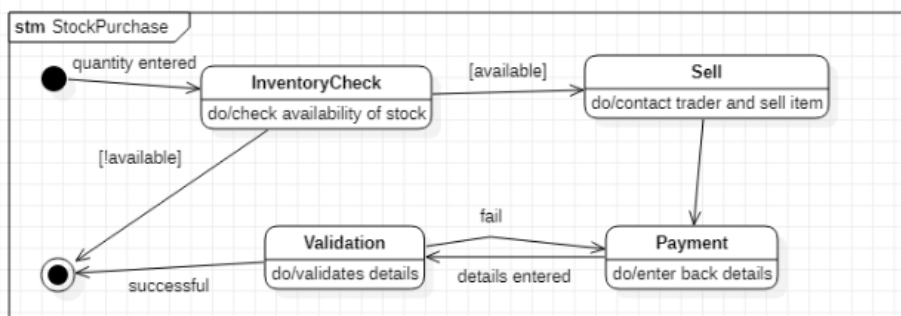 stm StockPurchase
quantity entered
InventoryCheck
do/check availability of stock
[available]
Sell
do/contact trader and sell item
[!available]
Validation
do/validates details
fail
details entered
Payment
do/enter back details
successful